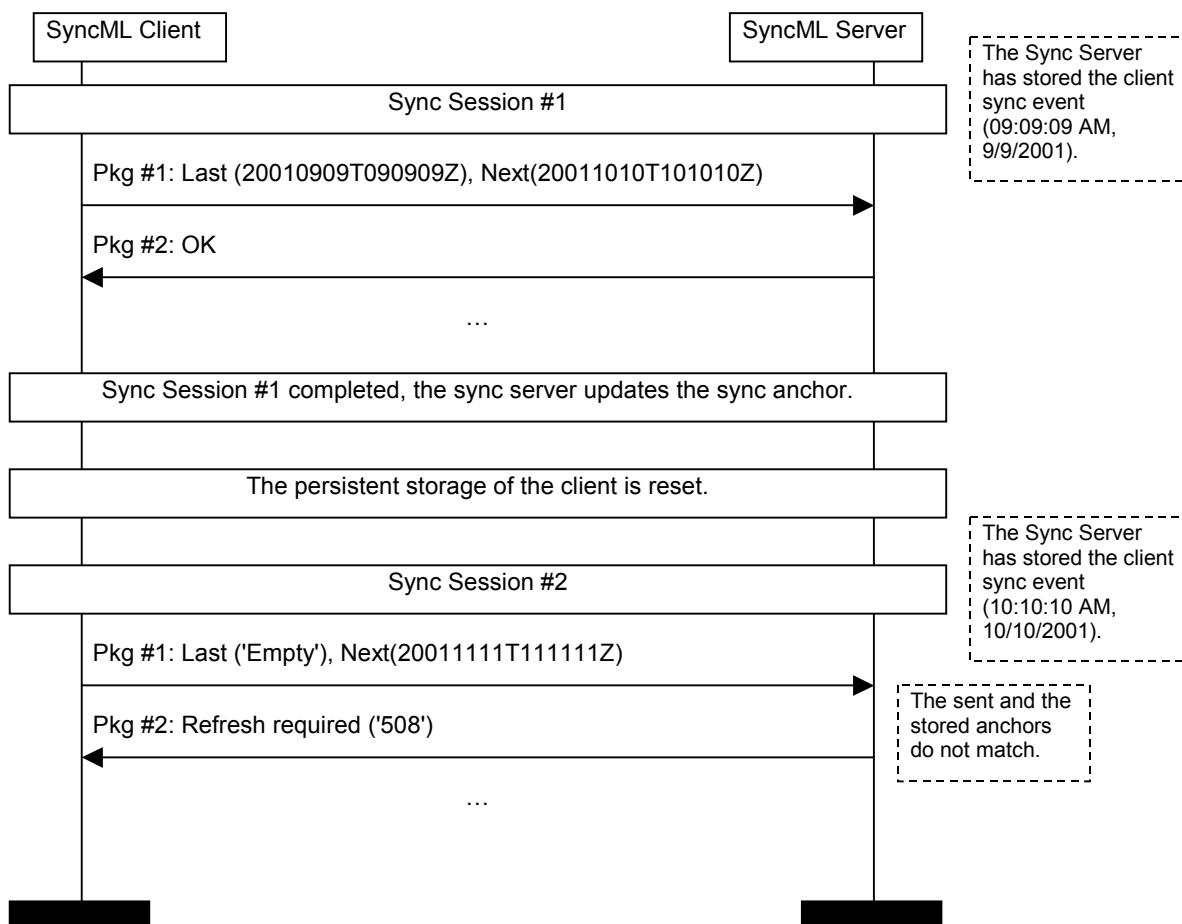 SyncML Client
SyncML Server
The Sync Server
has stored the client
sync event
(09:09:09 AM,
9/9/2001).
Sync Session #1
Pkg #1: Last (20010909T090909Z), Next(20011010T101010Z)
Pkg #2: OK
…
Sync Session #1 completed, the sync server updates the sync anchor.
The persistent storage of the client is reset.
The Sync Server
has stored the client
sync event
(10:10:10 AM,
10/10/2001).
Sync Session #2
Pkg #1: Last ('Empty'), Next(20011111T111111Z)
The sent and the
stored anchors
do not match.
Pkg #2: Refresh required ('508')
…